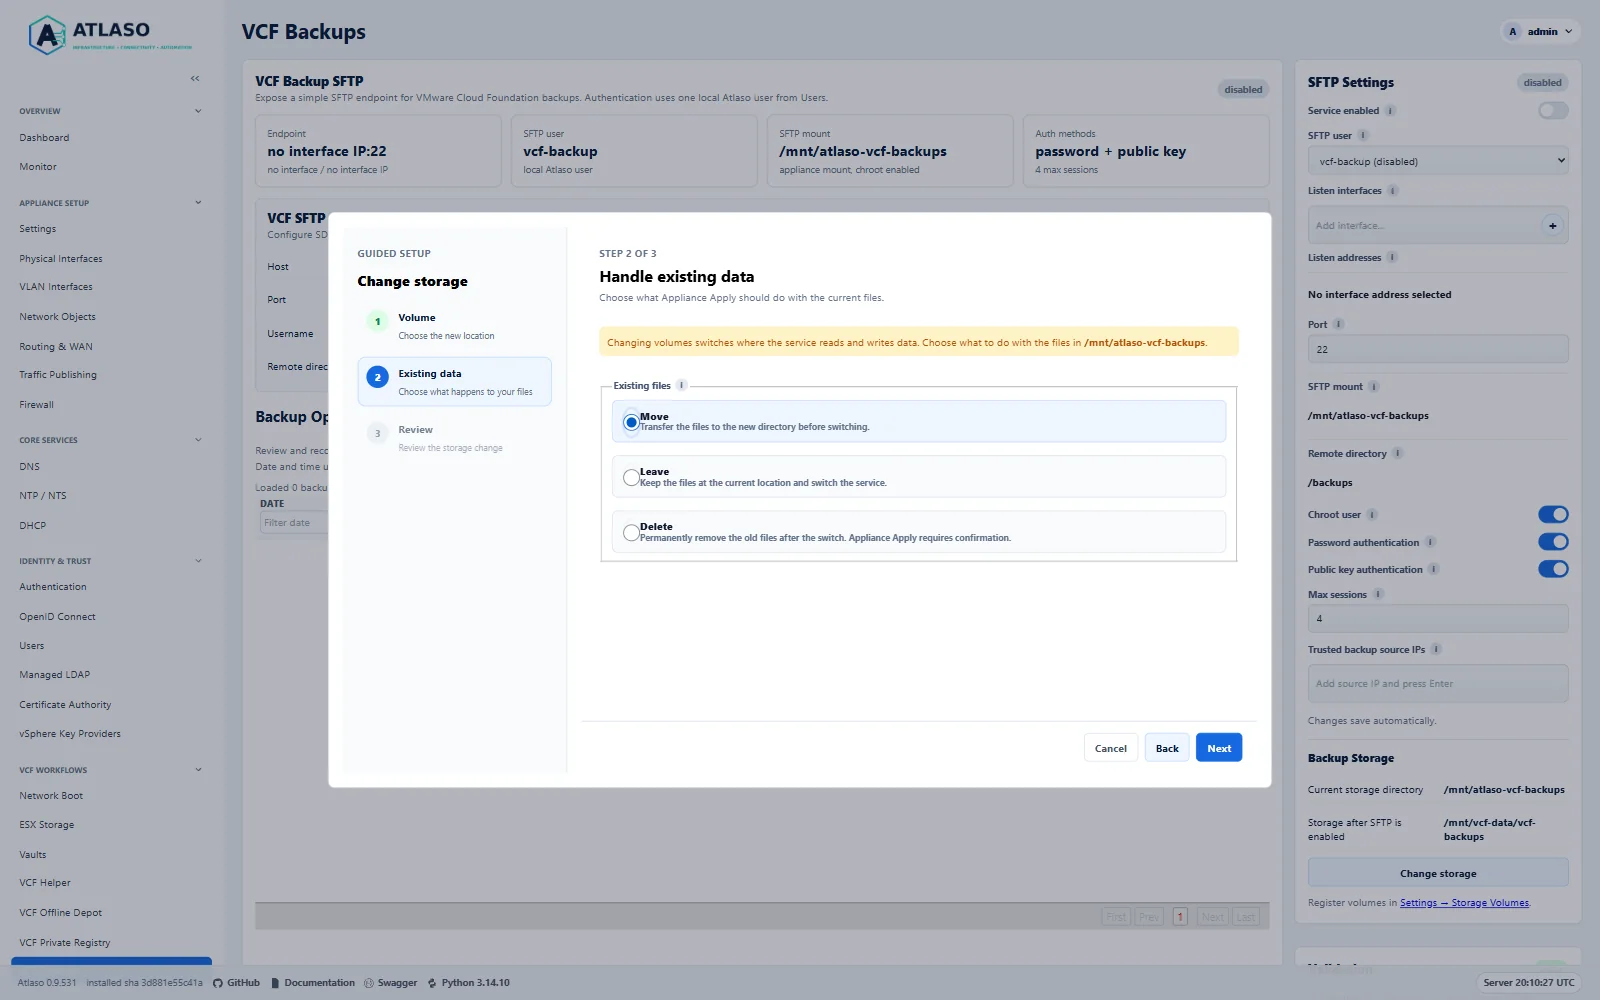 ATLASO
INFRASTRUCTURE • CONNECTIVITY • AUTOMATION
VCF Backups
A admin
OVERVIEW
Dashboard
Monitor
APPLIANCE SETUP
Settings
Physical Interfaces
VLAN Interfaces
Network Objects
Routing & WAN
Traffic Publishing
Firewall
CORE SERVICES
DNS
NTP / NTS
DHCP
IDENTITY & TRUST
Authentication
OpenID Connect
Users
Managed LDAP
Certificate Authority
vSphere Key Providers
VCF WORKFLOWS
Network Boot
ESX Storage
Vaults
VCF Helper
VCF Offline Depot
VCF Private Registry
VCF Backup SFTP
disabled
Expose a simple SFTP endpoint for VMware Cloud Foundation backups. Authentication uses one local Atlaso user from Users.
Endpoint
no interface IP:22
no interface / no interface IP
SFTP user
vcf-backup
local Atlaso user
SFTP mount
/mnt/atlaso-vcf-backups
appliance mount, chroot enabled
Auth methods
password + public key
4 max sessions
VCF SFTP
Configure SD
Host
Port
Username
Remote direc
Backup Op
Review and reco
Date and time u
Loaded 0 backu
DATE
Filter date
GUIDED SETUP
Change storage
1 Volume
Choose the new location
2 Existing data
Choose what happens to your files
3 Review
Review the storage change
STEP 2 OF 3
Handle existing data
Choose what Appliance Apply should do with the current files.
Changing volumes switches where the service reads and writes data. Choose what to do with the files in /mnt/atlaso-vcf-backups.
Existing files i
Move
Transfer the files to the new directory before switching.
Leave
Keep the files at the current location and switch the service.
Delete
Permanently remove the old files after the switch. Appliance Apply requires confirmation.
Cancel Back Next
First Prev 1 Next Last
SFTP Settings
disabled
Service enabled i
SFTP user i
vcf-backup (disabled)
Listen interfaces i
Add interface... +
Listen addresses i
No interface address selected
Port i
22
SFTP mount i
/mnt/atlaso-vcf-backups
Remote directory i
/backups
Chroot user i
Password authentication i
Public key authentication i
Max sessions i
4
Trusted backup source IPs i
Add source IP and press Enter
Changes save automatically.
Backup Storage
Current storage directory /mnt/atlaso-vcf-backups
Storage after SFTP is enabled /mnt/vcf-data/vcf-backups
Change storage
Register volumes in Settings → Storage Volumes.
Atlaso 0.9.531 installed sha 3d881e55c41a GitHub Documentation Swagger Python 3.14.10
Server 20:10:27 UTC